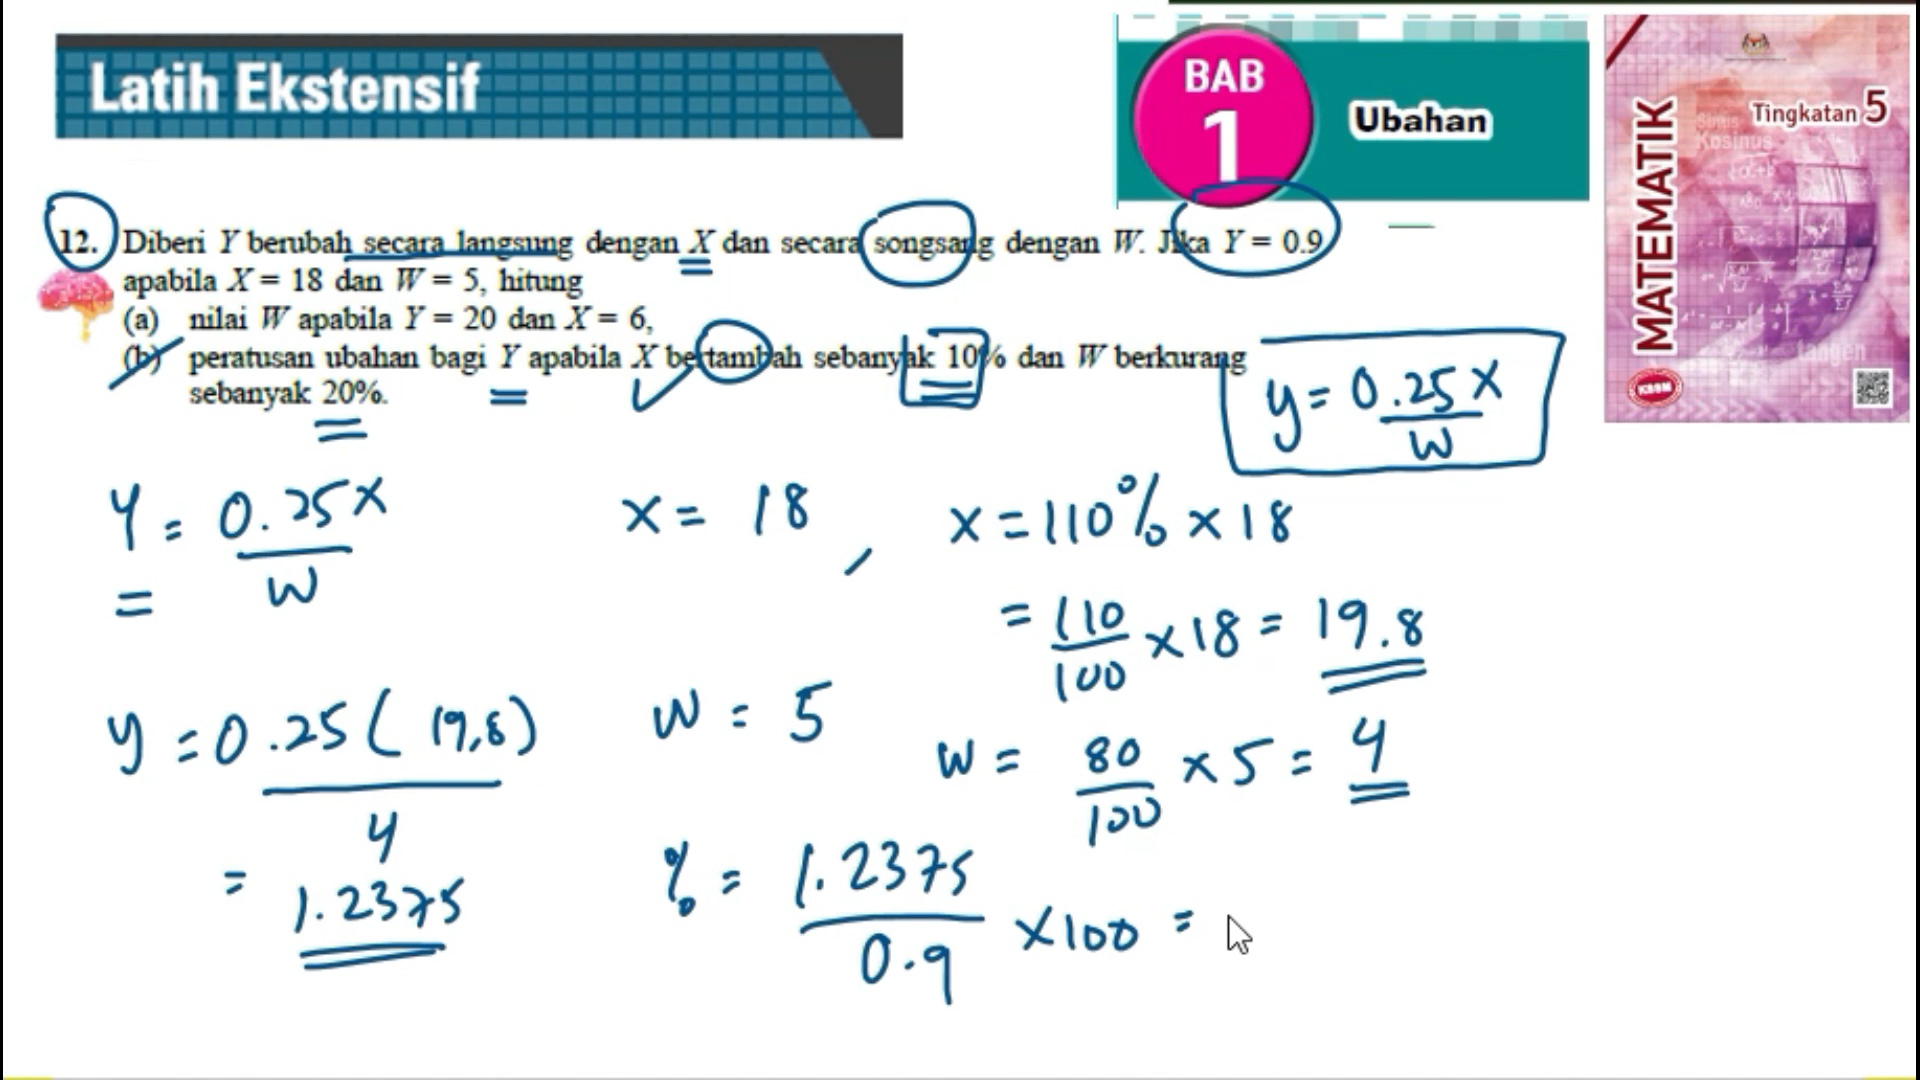 Latih Ekstensif
BAB
1
Ubahan
MATEMATIK
Tingkatan 5
Kosinus
tangen
KSSM
12. Diberi Y berubah secara langsung dengan X dan secara songsang dengan W. Jika Y = 0.9
apabila X = 18 dan W = 5, hitung
(a) nilai W apabila Y = 20 dan X = 6,
(b) peratusan ubahan bagi Y apabila X bertambah sebanyak 10% dan W berkurang
sebanyak 20%.
y = 0.25x
W
Y = 0.25x
W
x = 18 , x = 110% × 18
= 110 × 18 = 19.8
100
y = 0.25 ( 19.8 )
4
= 1.2375
W = 5
W = 80 × 5 = 4
100
% = 1.2375 × 100 =
0.9